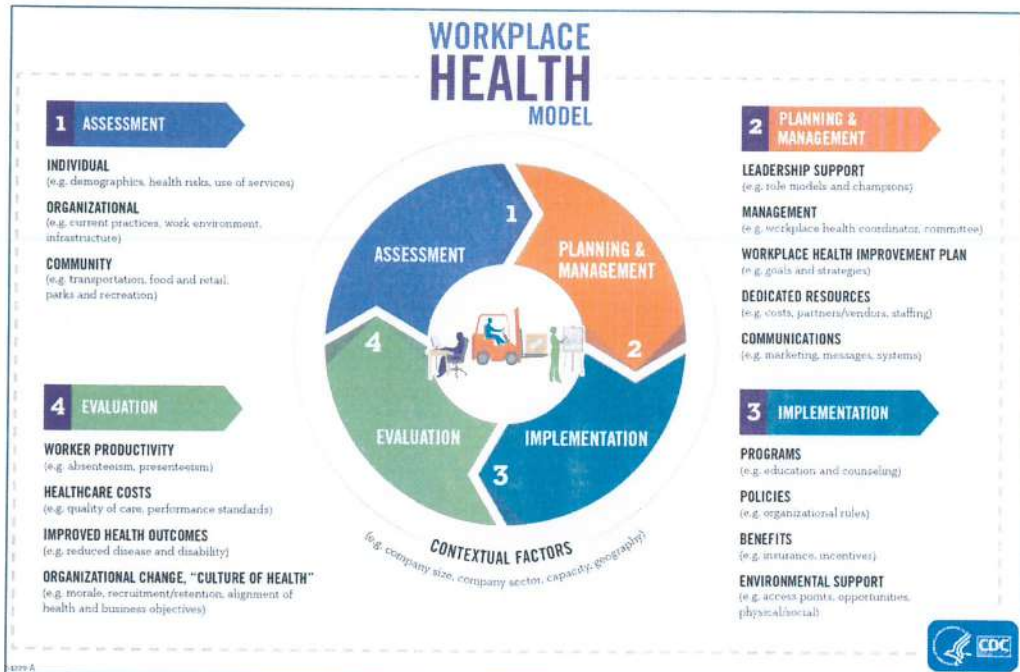 WORKPLACE
HEALTH
MODEL
1 ASSESSMENT
INDIVIDUAL
(e.g. demographics, health risks, use of services)
ORGANIZATIONAL
(e.g. current practices, work environment,
infrastructure)
COMMUNITY
(e.g. transportation, food and retail,
parks and recreation)
2 PLANNING &
MANAGEMENT
LEADERSHIP SUPPORT
(e.g. role models and champions)
MANAGEMENT
(e.g. workplace health coordinator, committee)
WORKPLACE HEALTH IMPROVEMENT PLAN
(e.g. goals and strategies)
DEDICATED RESOURCES
(e.g. costs, partners/vendors, staffing)
COMMUNICATIONS
(e.g. marketing, messages, systems)
1
ASSESSMENT
PLANNING &
MANAGEMENT
2
4
EVALUATION
IMPLEMENTATION
3
CONTEXTUAL FACTORS
(e.g. company size, company sector, capacity, geography)
4 EVALUATION
WORKER PRODUCTIVITY
(e.g. absenteeism, presenteeism)
HEALTHCARE COSTS
(e.g. quality of care, performance standards)
IMPROVED HEALTH OUTCOMES
(e.g. reduced disease and disability)
ORGANIZATIONAL CHANGE, “CULTURE OF HEALTH”
(e.g. morale, recruitment/retention, alignment of
health and business objectives)
3 IMPLEMENTATION
PROGRAMS
(e.g. education and counseling)
POLICIES
(e.g. organizational rules)
BENEFITS
(e.g. insurance, incentives)
ENVIRONMENTAL SUPPORT
(e.g. access points, opportunities,
physical/social)
CDC